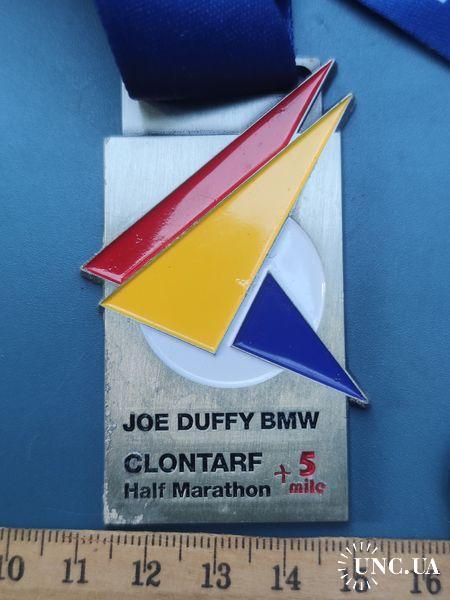 JOE DUFFY BMW
CLONTARF + 5
Half Marathon mile
10 11 12 13 14 15 16
UNC.UA